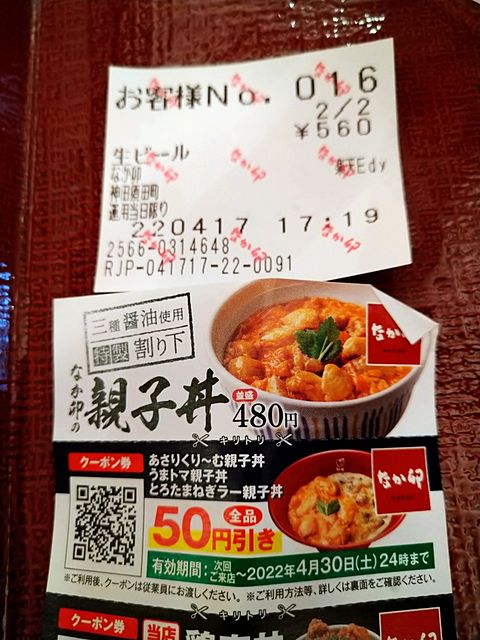 お客様No. 016
2/2
¥560
生ビール
楽天Edy
なか卯
神田須田町
運用当日限り
220417 17:19
2566-0314648
RJP-041717-22-0091
三種醤油使用
特製 割り下
なか卯
なか卯の
親子丼
並盛 480円
キリトリ
クーポン券
あさりくり～む親子丼
うまトマ親子丼
とろたまねぎラー親子丼
なか卯
全品
50円引き
有効期間：次回ご来店～2022年4月30日(土)24時まで
※ご利用後、クーポンは従業員にお渡しください。※ご利用方法等、詳しくは裏面をご確認ください。
キリトリ
クーポン券
当店